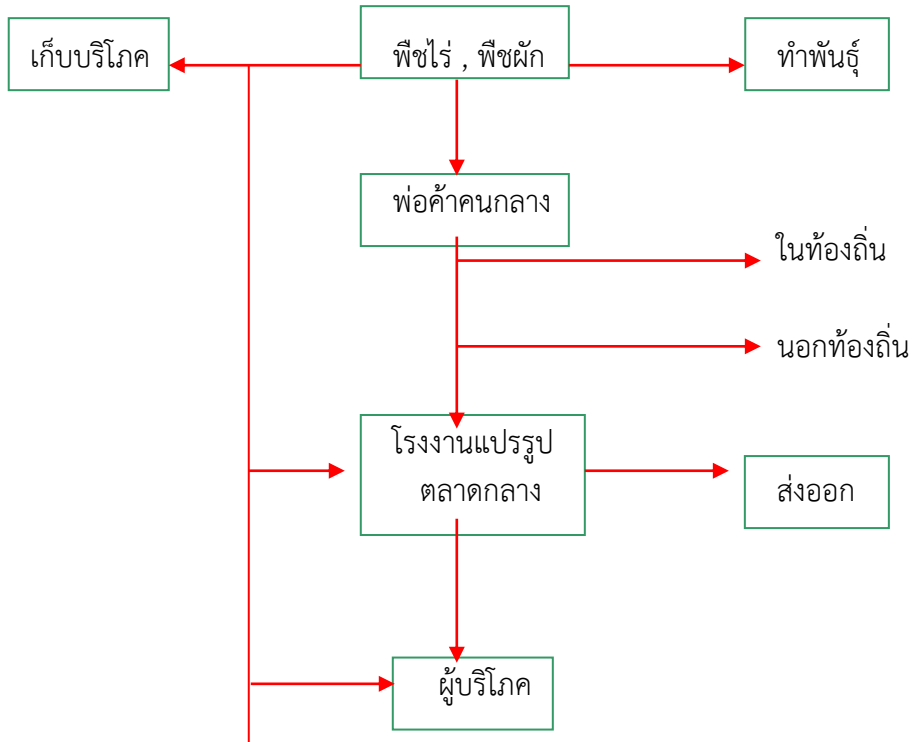 เก็บบริโภค
พืชไร่ , พืชผัก
ทำพันธุ์
พ่อค้าคนกลาง
ในท้องถิ่น
นอกท้องถิ่น
โรงงานแปรรูป
ตลาดกลาง
ส่งออก
ผู้บริโภค